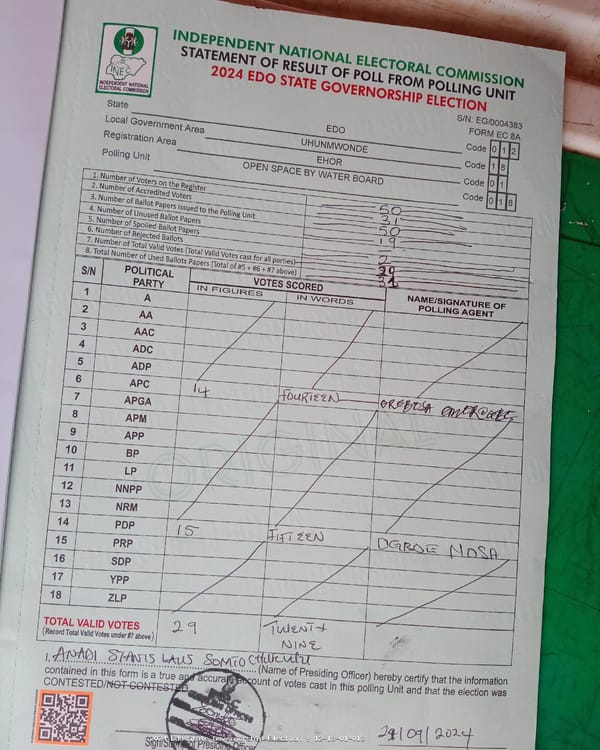 INDEPENDENT NATIONAL ELECTORAL COMMISSION
STATEMENT OF RESULT OF POLL FROM POLLING UNIT
2024 EDO STATE GOVERNORSHIP ELECTION
INEC
INDEPENDENT NATIONAL
ELECTORAL COMMISSION
S/N: EG/0004383
FORM EC 8A
State EDO Code 0 1 2
Local Government Area UHUNMWONDE Code 1 8
Registration Area EHOR Code 0 1
Polling Unit OPEN SPACE BY WATER BOARD Code 0 1 8
1. Number of Voters on the Register 50
2. Number of Accredited Voters 31
3. Number of Ballot Papers Issued to the Polling Unit 50
4. Number of Unused Ballot Papers 19
5. Number of Spoiled Ballot Papers
6. Number of Rejected Ballots 2
7. Number of Total Valid Votes (Total Valid Votes cast for all parties) 29
8. Total Number of Used Ballots Papers (Total of #5 + #6 + #7 above) 31
S/N POLITICAL PARTY VOTES SCORED NAME/SIGNATURE OF POLLING AGENT
IN FIGURES IN WORDS
1 A
2 AA
3 AAC
4 ADC
5 ADP
6 APC 14 FOURTEEN
7 APGA
8 APM
9 APP
10 BP
11 LP
12 NNPP
13 NRM
14 PDP 15 FIFTEEN NOSA
15 PRP
16 SDP
17 YPP
18 ZLP
ORIGINAL
TOTAL VALID VOTES 29 TWENTY NINE
(Record Total Valid Votes under #7 above)
I, ANADI STANISLAUS SOMTOCHUKWU (Name of Presiding Officer) hereby certify that the information
contained in this form is a true and accurate account of votes cast in this polling Unit and that the election was
CONTESTED/NOT CONTESTED
Sign/Stamp of Presiding Officer
21/09/2024